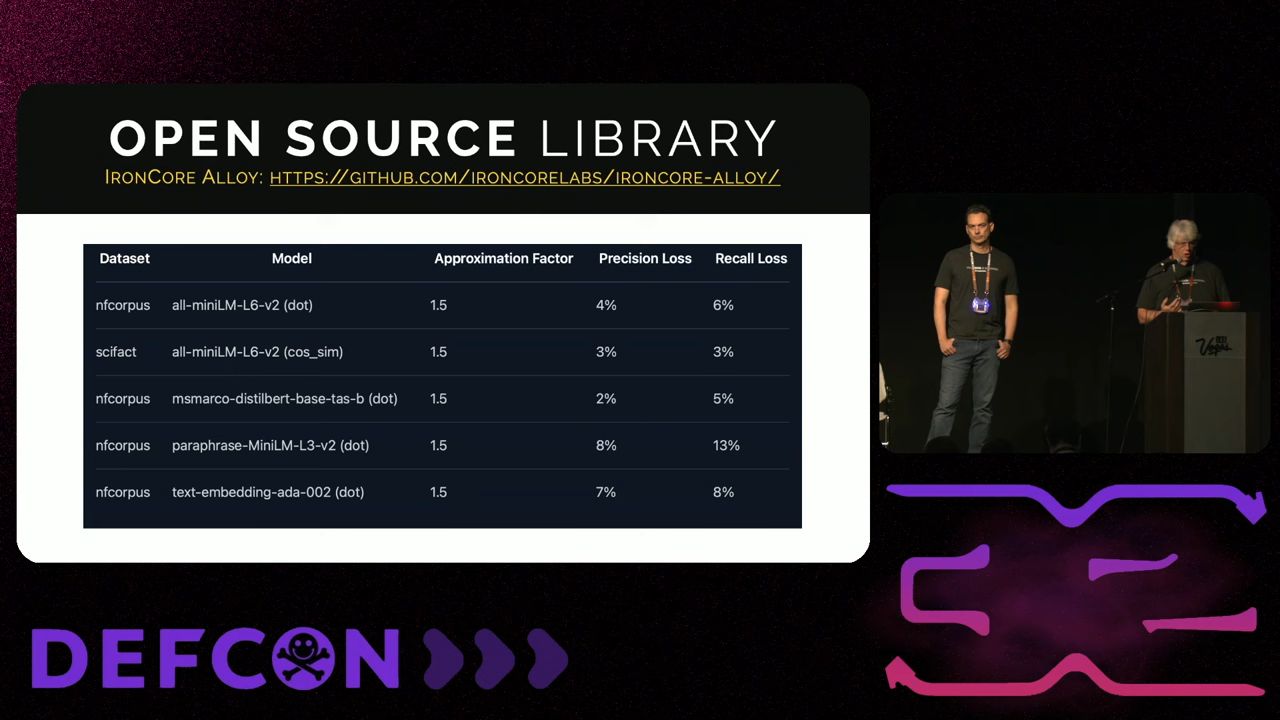 OPEN SOURCE LIBRARY
IRONCORE ALLOY: HTTPS://GITHUB.COM/IRONCORELABS/IRONCORE-ALLOY/
Dataset Model Approximation Factor Precision Loss Recall Loss
nfcorpus all-miniLM-L6-v2 (dot) 1.5 4% 6%
scifact all-miniLM-L6-v2 (cos_sim) 1.5 3% 3%
nfcorpus msmarco-distilbert-base-tas-b (dot) 1.5 2% 5%
nfcorpus paraphrase-MiniLM-L3-v2 (dot) 1.5 8% 13%
nfcorpus text-embedding-ada-002 (dot) 1.5 7% 8%
Vegas
DEFCON